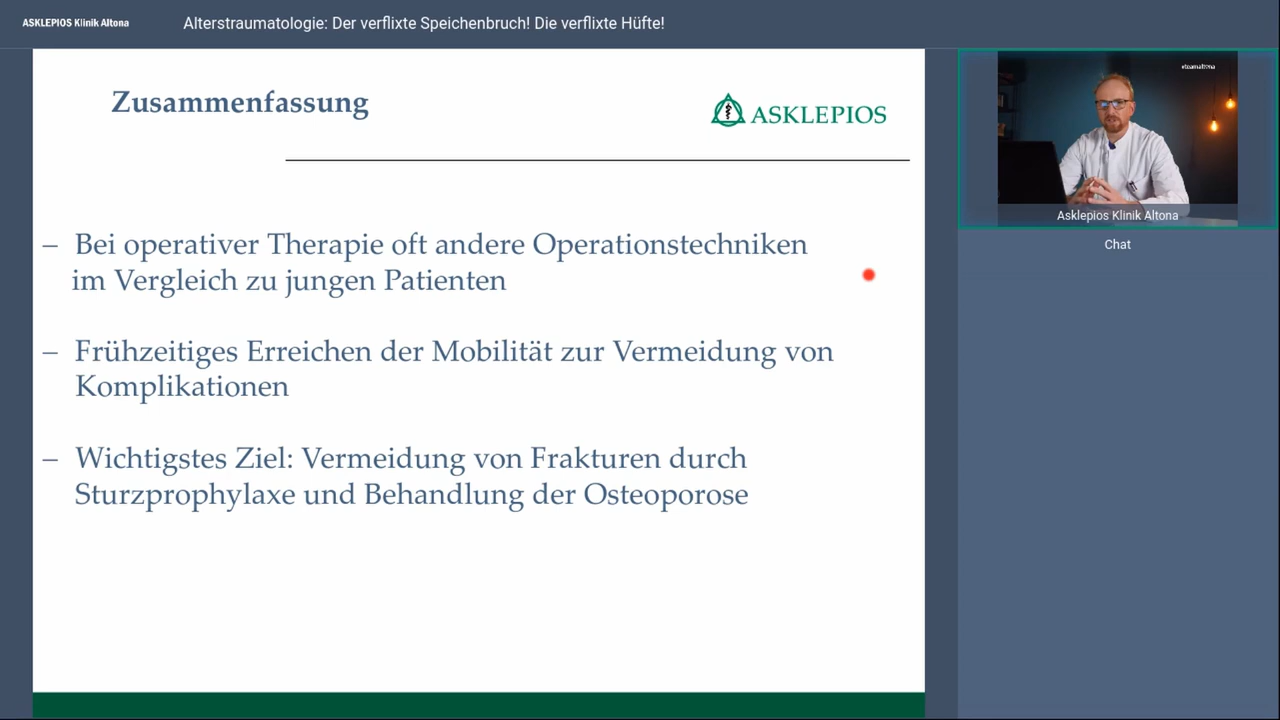 ASKLEPIOS Klinik Altona
Alterstraumatologie: Der verflixte Speichenbruch! Die verflixte Hüfte!
Zusammenfassung
ASKLEPIOS
– Bei operativer Therapie oft andere Operationstechniken
im Vergleich zu jungen Patienten
– Frühzeitiges Erreichen der Mobilität zur Vermeidung von
Komplikationen
– Wichtigstes Ziel: Vermeidung von Frakturen durch
Sturzprophylaxe und Behandlung der Osteoporose
#teamaltona
Asklepios Klinik Altona
Chat